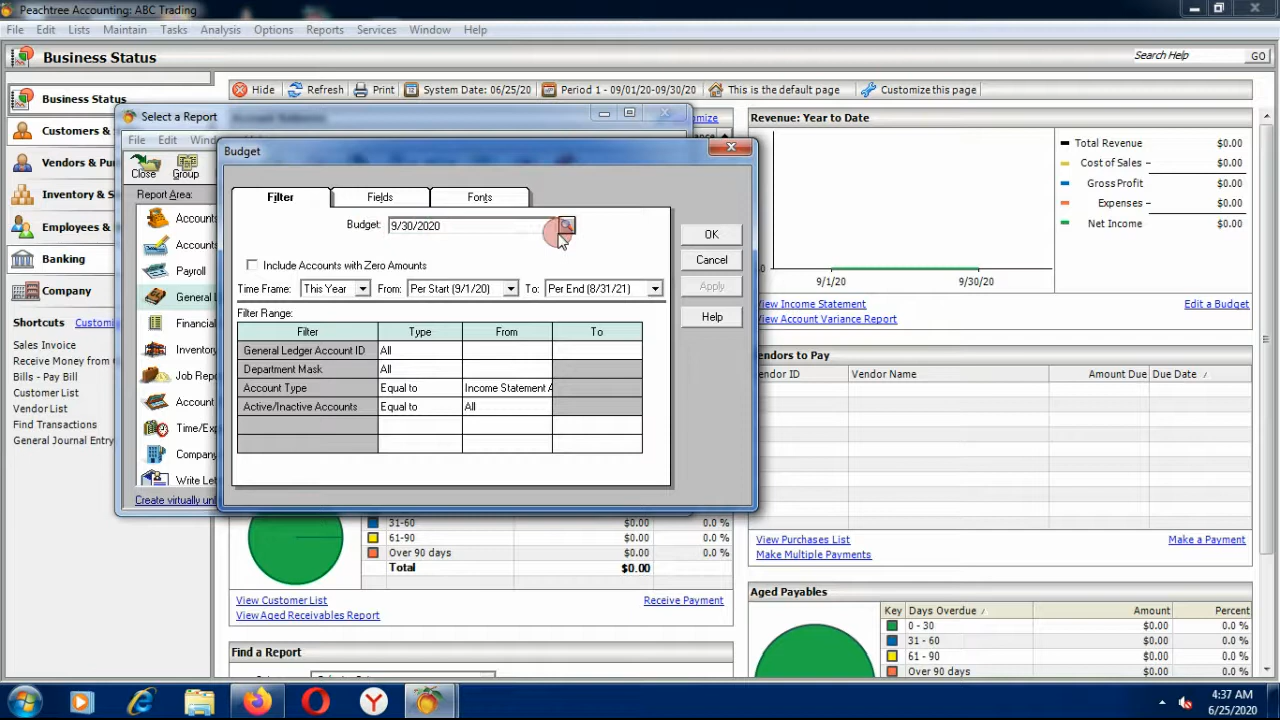 Peachtree Accounting: ABC Trading
File Edit Lists Maintain Tasks Analysis Options Reports Services Window Help
Business Status
Search Help GO
Business Status
Customers &
Vendors & Pu
Inventory & S
Employees &
Banking
Company
Shortcuts Customi
Sales Invoice
Receive Money from
Bills - Pay Bill
Customer List
Vendor List
Find Transactions
General Journal Entry
Hide Refresh Print System Date: 06/25/20 Period 1 - 09/01/20-09/30/20 This is the default page Customize this page
Select a Report
File Edit
Close Group
Report Area:
Accounts
Accounts
Payroll
General L
Financial
Inventory
Job Repo
Account
Time/Exp
Company
Write Let
Create virtually unl
Budget
Filter Fields Fonts
Budget: 9/30/2020
Include Accounts with Zero Amounts
Time Frame: This Year From: Per Start (9/1/20) To: Per End (8/31/21)
Filter Range:
Filter Type From To
General Ledger Account ID All
Department Mask All
Account Type Equal to Income Statement A
Active/Inactive Accounts Equal to All
OK
Cancel
Apply
Help
31-60 $0.00 0.0 %
61-90 $0.00 0.0 %
Over 90 days $0.00 0.0 %
Total $0.00
View Customer List Receive Payment
View Aged Receivables Report
Find a Report
Revenue: Year to Date
Total Revenue $0.00
Cost of Sales $0.00
Gross Profit $0.00
Expenses $0.00
Net Income $0.00
9/1/20 9/30/20
View Income Statement Edit a Budget
View Account Variance Report
Vendors to Pay
Vendor ID Vendor Name Amount Due Due Date
View Purchases List Make a Payment
Make Multiple Payments
Aged Payables
Key Days Overdue Amount Percent
0 - 30 $0.00 0.0 %
31 - 60 $0.00 0.0 %
61 - 90 $0.00 0.0 %
Over 90 days $0.00 0.0 %
4:37 AM
6/25/2020